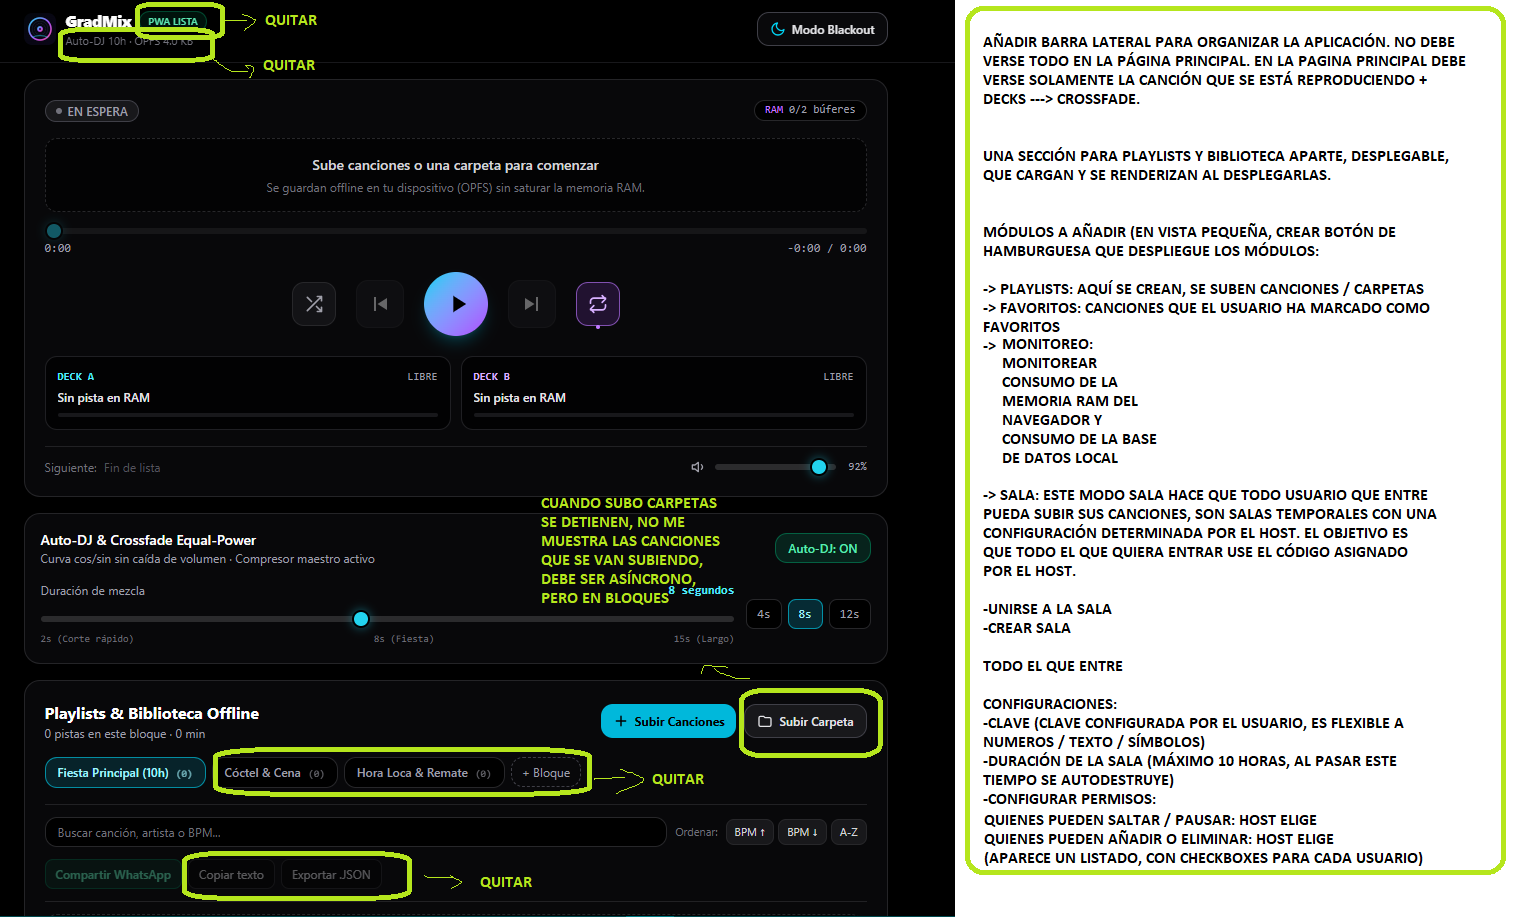 GradMix
PWA LISTA
QUITAR
Auto-DJ 10h · OPFS 4.0 KB
QUITAR
Modo Blackout
EN ESPERA
RAM 0/2 búferes
Sube canciones o una carpeta para comenzar
Se guardan offline en tu dispositivo (OPFS) sin saturar la memoria RAM.
0:00
-0:00 / 0:00
DECK A
LIBRE
Sin pista en RAM
DECK B
LIBRE
Sin pista en RAM
Siguiente: Fin de lista
92%
CUANDO SUBO CARPETAS
SE DETIENEN, NO ME
MUESTRA LAS CANCIONES
QUE SE VAN SUBIENDO,
DEBE SER ASÍNCRONO,
PERO EN BLOQUES
Auto-DJ & Crossfade Equal-Power
Curva cos/sin sin caída de volumen · Compresor maestro activo
Auto-DJ: ON
Duración de mezcla
8 segundos
4s
8s
12s
2s (Corte rápido)
8s (Fiesta)
15s (Largo)
Playlists & Biblioteca Offline
0 pistas en este bloque · 0 min
+ Subir Canciones
Subir Carpeta
Fiesta Principal (10h) (0)
Cóctel & Cena (0)
Hora Loca & Remate (0)
+ Bloque
QUITAR
Buscar canción, artista o BPM...
Ordenar:
BPM ↑
BPM ↓
A-Z
Compartir WhatsApp
Copiar texto
Exportar .JSON
QUITAR
AÑADIR BARRA LATERAL PARA ORGANIZAR LA APLICACIÓN. NO DEBE
VERSE TODO EN LA PÁGINA PRINCIPAL. EN LA PAGINA PRINCIPAL DEBE
VERSE SOLAMENTE LA CANCIÓN QUE SE ESTÁ REPRODUCIENDO +
DECKS ---> CROSSFADE.
UNA SECCIÓN PARA PLAYLISTS Y BIBLIOTECA APARTE, DESPLEGABLE,
QUE CARGAN Y SE RENDERIZAN AL DESPLEGARLAS.
MÓDULOS A AÑADIR (EN VISTA PEQUEÑA, CREAR BOTÓN DE
HAMBURGUESA QUE DESPLIEGUE LOS MÓDULOS:
-> PLAYLISTS: AQUÍ SE CREAN, SE SUBEN CANCIONES / CARPETAS
-> FAVORITOS: CANCIONES QUE EL USUARIO HA MARCADO COMO
FAVORITOS
-> MONITOREO:
MONITOREAR
CONSUMO DE LA
MEMORIA RAM DEL
NAVEGADOR Y
CONSUMO DE LA BASE
DE DATOS LOCAL
-> SALA: ESTE MODO SALA HACE QUE TODO USUARIO QUE ENTRE
PUEDA SUBIR SUS CANCIONES, SON SALAS TEMPORALES CON UNA
CONFIGURACIÓN DETERMINADA POR EL HOST. EL OBJETIVO ES
QUE TODO EL QUE QUIERA ENTRAR USE EL CÓDIGO ASIGNADO
POR EL HOST.
-UNIRSE A LA SALA
-CREAR SALA
TODO EL QUE ENTRE
CONFIGURACIONES:
-CLAVE (CLAVE CONFIGURADA POR EL USUARIO, ES FLEXIBLE A
NUMEROS / TEXTO / SÍMBOLOS)
-DURACIÓN DE LA SALA (MÁXIMO 10 HORAS, AL PASAR ESTE
TIEMPO SE AUTODESTRUYE)
-CONFIGURAR PERMISOS:
QUIENES PUEDEN SALTAR / PAUSAR: HOST ELIGE
QUIENES PUEDEN AÑADIR O ELIMINAR: HOST ELIGE
(APARECE UN LISTADO, CON CHECKBOXES PARA CADA USUARIO)